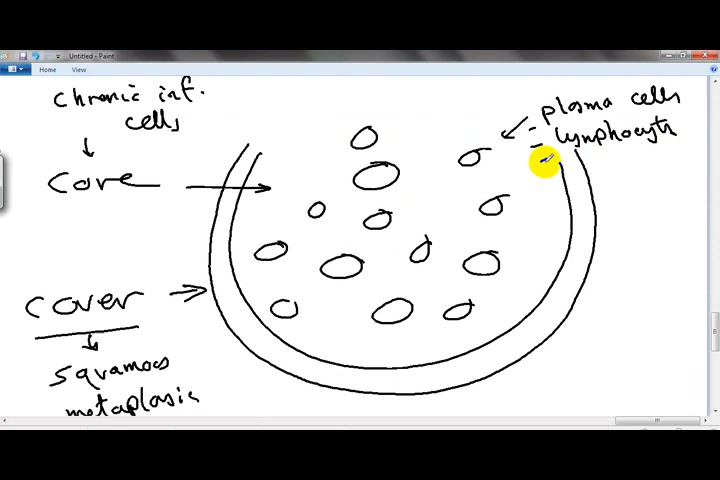 Untitled - Paint
Home View
chronic inf.
cells
core
cover
squamous
metaplasia
- plasma cells
- lymphocyte
-